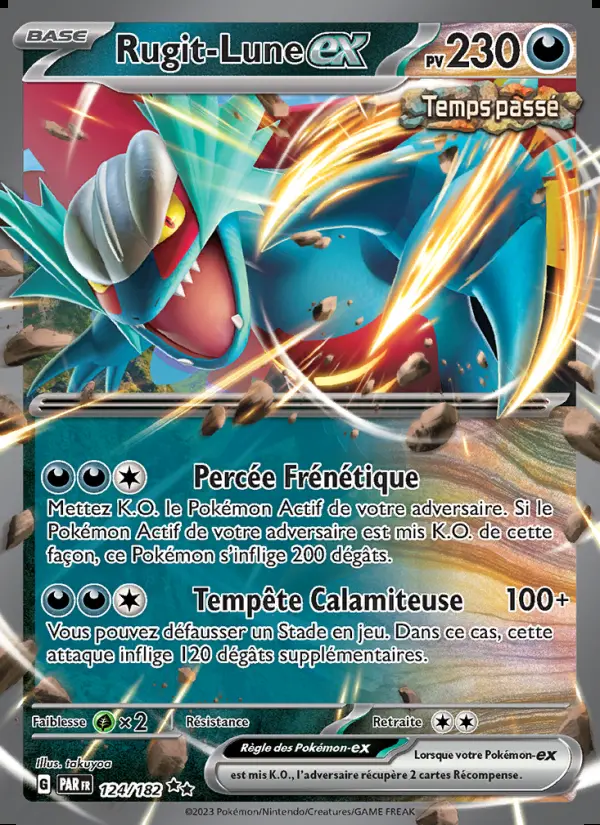 BASE Rugit-Lune ex PV 230
Temps passé
Percée Frénétique
Mettez K.O. le Pokémon Actif de votre adversaire. Si le
Pokémon Actif de votre adversaire est mis K.O. de cette
façon, ce Pokémon s'inflige 200 dégâts.
Tempête Calamiteuse 100+
Vous pouvez défausser un Stade en jeu. Dans ce cas, cette
attaque inflige 120 dégâts supplémentaires.
Faiblesse ×2 Résistance Retraite
Règle des Pokémon-ex Lorsque votre Pokémon-ex
est mis K.O., l'adversaire récupère 2 cartes Récompense.
Illus. takuyoa
G PAR FR 124/182
©2023 Pokémon/Nintendo/Creatures/GAME FREAK